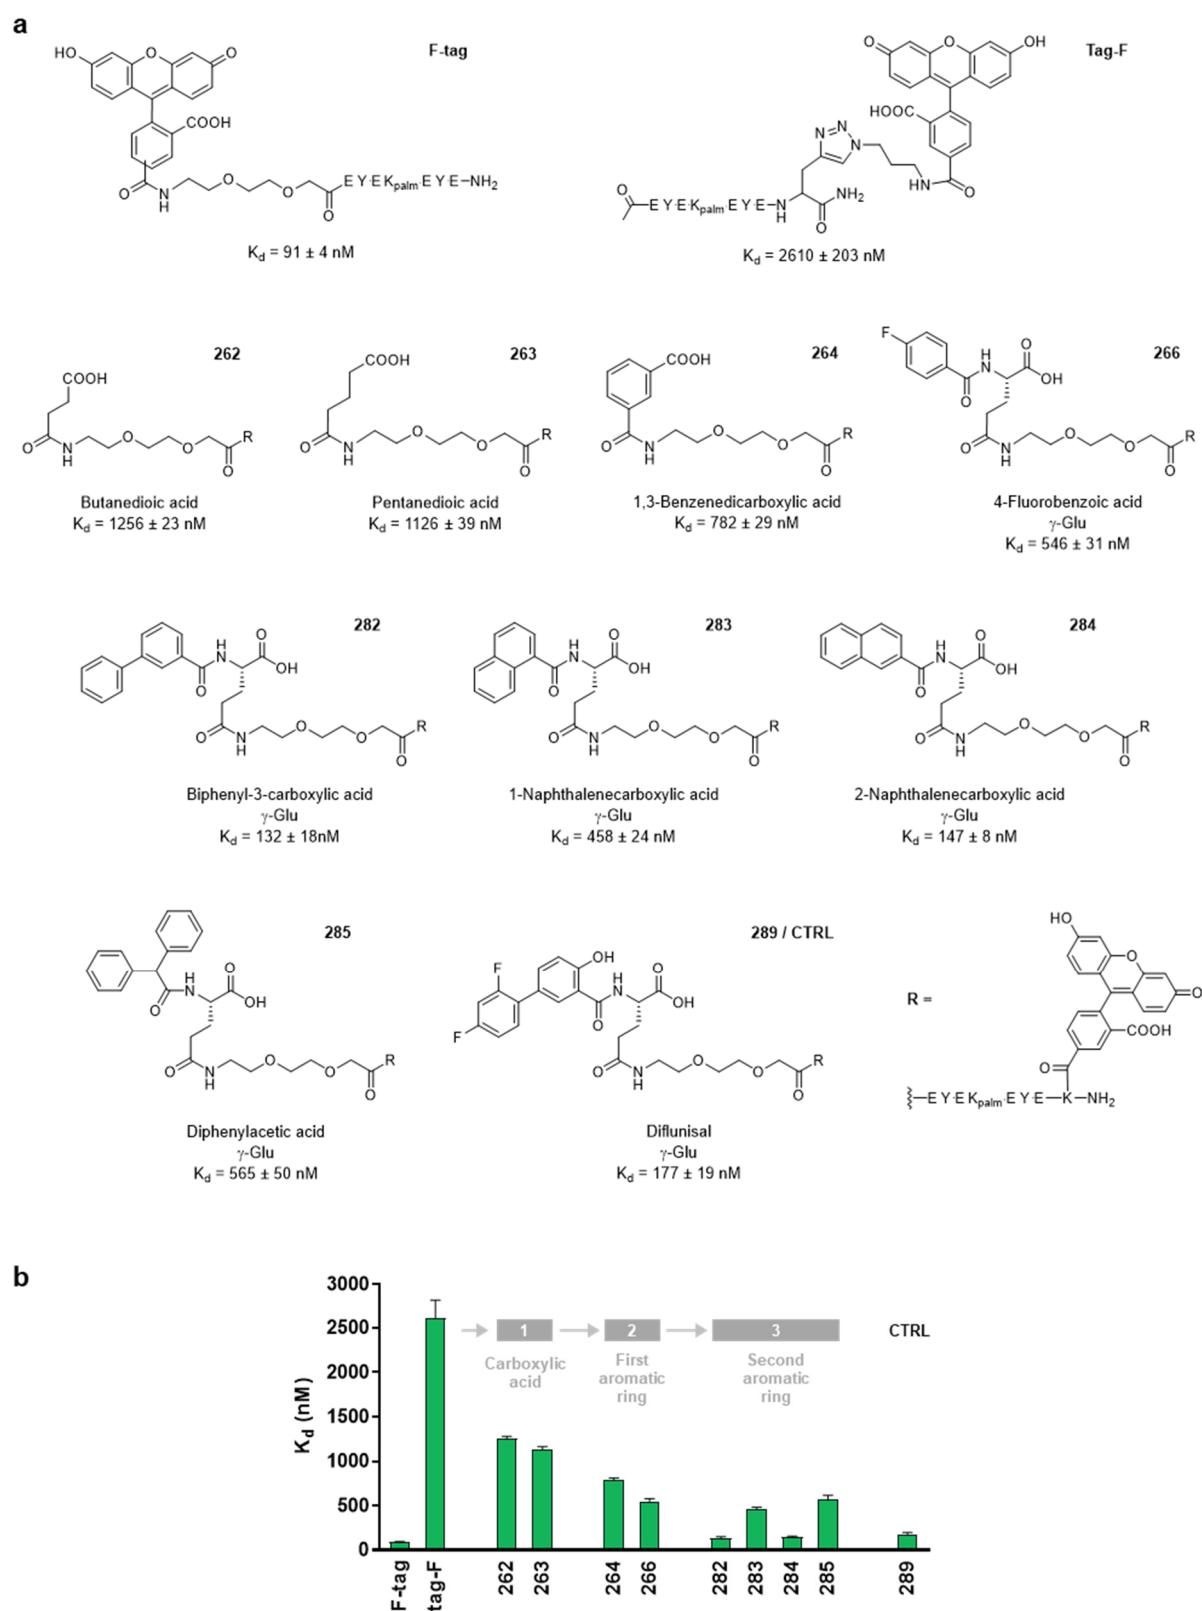 a
F-tag
Tag-F
HO
O
O
COOH
O
N
H
O
O
O
E Y E Kpalm E Y E NH2
Kd = 91 ± 4 nM
O
O
OH
HOOC
N
N
N
HN
O
O
E Y E Kpalm E Y E N
H
NH2
O
Kd = 2610 ± 203 nM
262
263
264
266
COOH
O
N
H
O
O
O
R
Butanedioic acid
Kd = 1256 ± 23 nM
COOH
O
N
H
O
O
O
R
Pentanedioic acid
Kd = 1126 ± 39 nM
COOH
O
N
H
O
O
O
R
1,3-Benzenedicarboxylic acid
Kd = 782 ± 29 nM
F
O
H
N
O
OH
O
N
H
O
O
O
R
4-Fluorobenzoic acid
γ-Glu
Kd = 546 ± 31 nM
282
283
284
O
H
N
O
OH
O
N
H
O
O
O
R
Biphenyl-3-carboxylic acid
γ-Glu
Kd = 132 ± 18nM
O
H
N
O
OH
O
N
H
O
O
O
R
1-Naphthalenecarboxylic acid
γ-Glu
Kd = 458 ± 24 nM
O
H
N
O
OH
O
N
H
O
O
O
R
2-Naphthalenecarboxylic acid
γ-Glu
Kd = 147 ± 8 nM
285
289 / CTRL
O
H
N
O
OH
O
N
H
O
O
O
R
Diphenylacetic acid
γ-Glu
Kd = 565 ± 50 nM
F
F
OH
O
H
N
O
OH
O
N
H
O
O
O
R
Diflunisal
γ-Glu
Kd = 177 ± 19 nM
R =
HO
O
O
COOH
O
E Y E Kpalm E Y E K NH2
b
Kd (nM)
3000
2500
2000
1500
1000
500
0
1
2
3
CTRL
Carboxylic
acid
First
aromatic
ring
Second
aromatic
ring
F-tag
tag-F
262
263
264
266
282
283
284
285
289